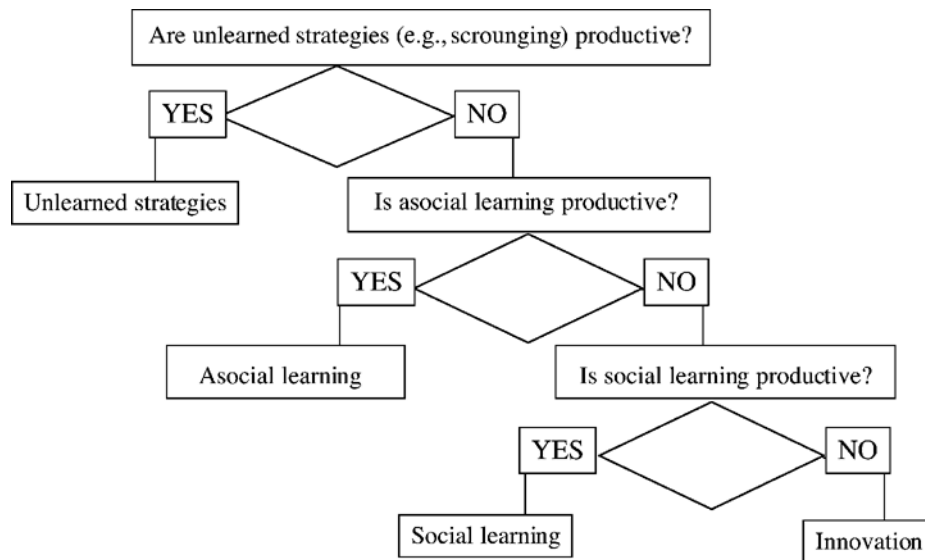 Are unlearned strategies (e.g., scrounging) productive?
YES
NO
Unlearned strategies
Is asocial learning productive?
YES
NO
Asocial learning
Is social learning productive?
YES
NO
Social learning
Innovation